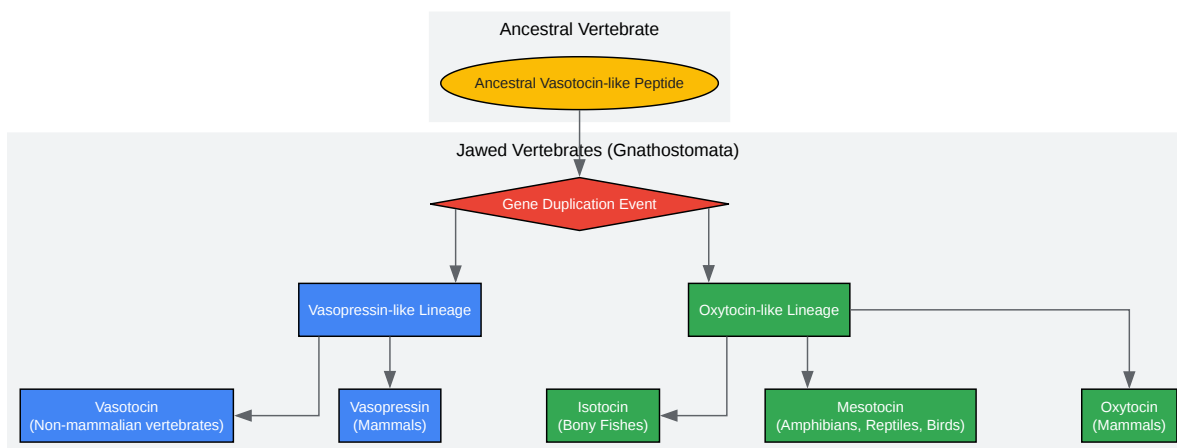 Ancestral Vertebrate
Ancestral Vasotocin-like Peptide
Jawed Vertebrates (Gnathostomata)
Gene Duplication Event
Vasopressin-like Lineage
Oxytocin-like Lineage
Vasotocin
(Non-mammalian vertebrates)
Vasopressin
(Mammals)
Isotocin
(Bony Fishes)
Mesotocin
(Amphibians, Reptiles, Birds)
Oxytocin
(Mammals)